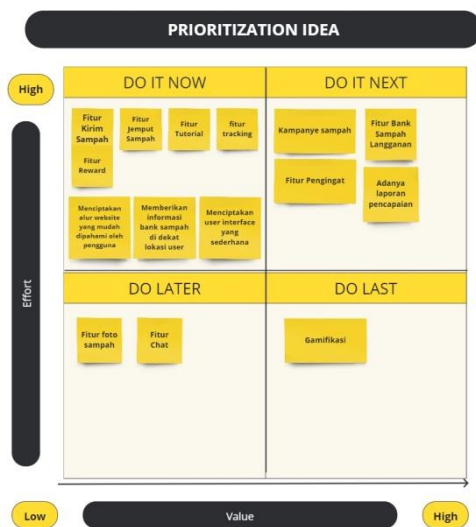 PRIORITIZATION IDEA
High
DO IT NOW
DO IT NEXT
Fitur
Kirim
Sampah
Fitur
Jemput
Sampah
Fitur
Tutorial
fitur
tracking
Fitur
Reward
Menciptakan
alur website
yang mudah
dipahami oleh
pengguna
Memberikan
informasi
bank sampah
di dekat
lokasi user
Menciptakan
user interface
yang
sederhana
Kampanye sampah
Fitur Bank
Sampah
Langganan
Fitur Pengingat
Adanya
laporan
pencapaian
Effort
DO LATER
DO LAST
Fitur foto
sampah
Fitur
Chat
Gamifikasi
Low
Value
High